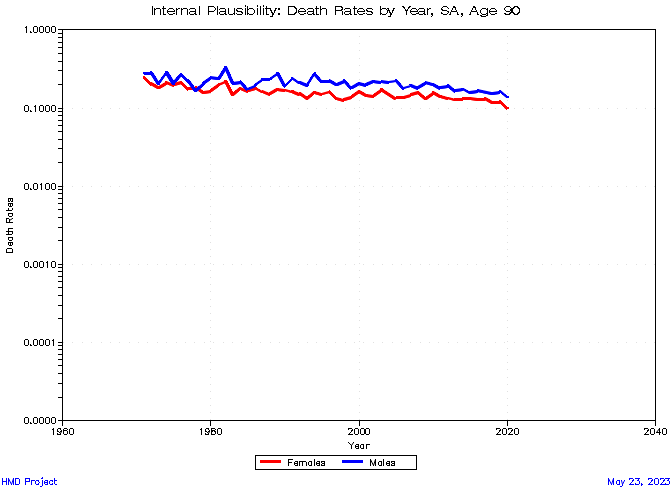 Internal Plausibility: Death Rates by Year, SA, Age 90
1.0000
0.1000
0.0100
0.0010
0.0001
0.0000
Death Rates
1960
1980
2000
2020
2040
Year
Females
Males
HMD Project
May 23, 2023